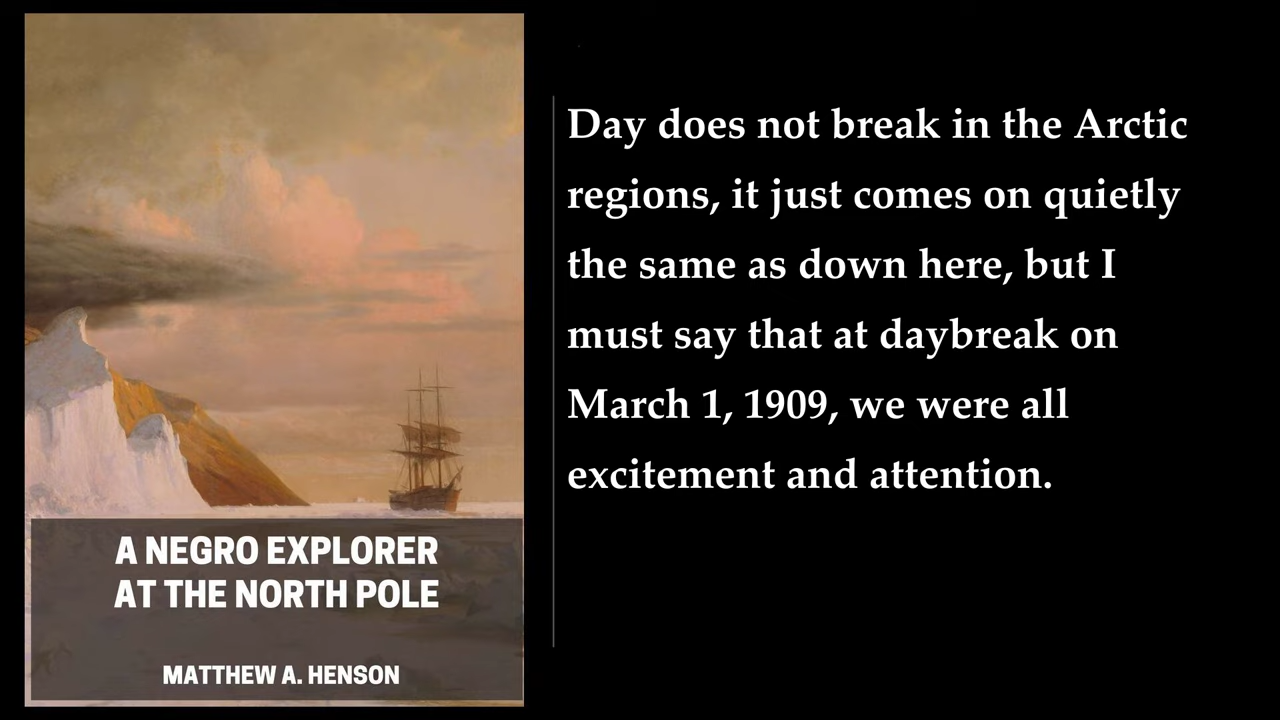 A NEGRO EXPLORER
AT THE NORTH POLE
MATTHEW A. HENSON
Day does not break in the Arctic
regions, it just comes on quietly
the same as down here, but I
must say that at daybreak on
March 1, 1909, we were all
excitement and attention.